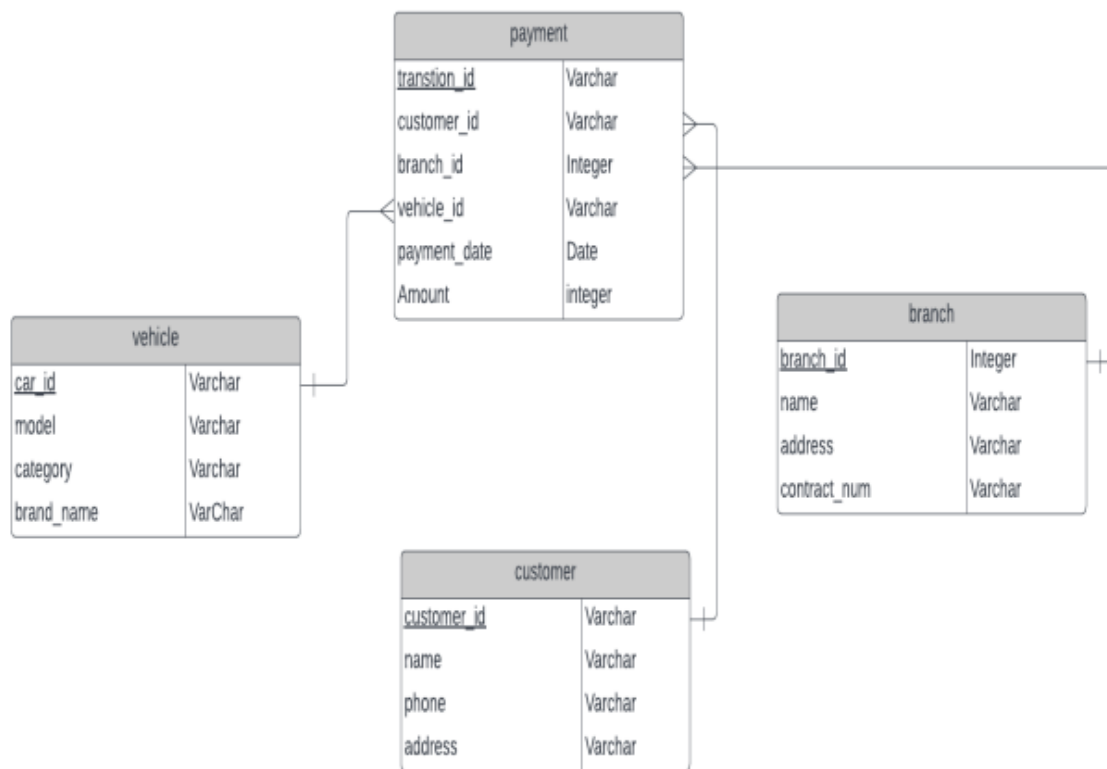 payment
transtion_id Varchar
customer_id Varchar
branch_id Integer
vehicle_id Varchar
payment_date Date
Amount integer
vehicle
car_id Varchar
model Varchar
category Varchar
brand_name VarChar
branch
branch_id Integer
name Varchar
address Varchar
contract_num Varchar
customer
customer_id Varchar
name Varchar
phone Varchar
address Varchar